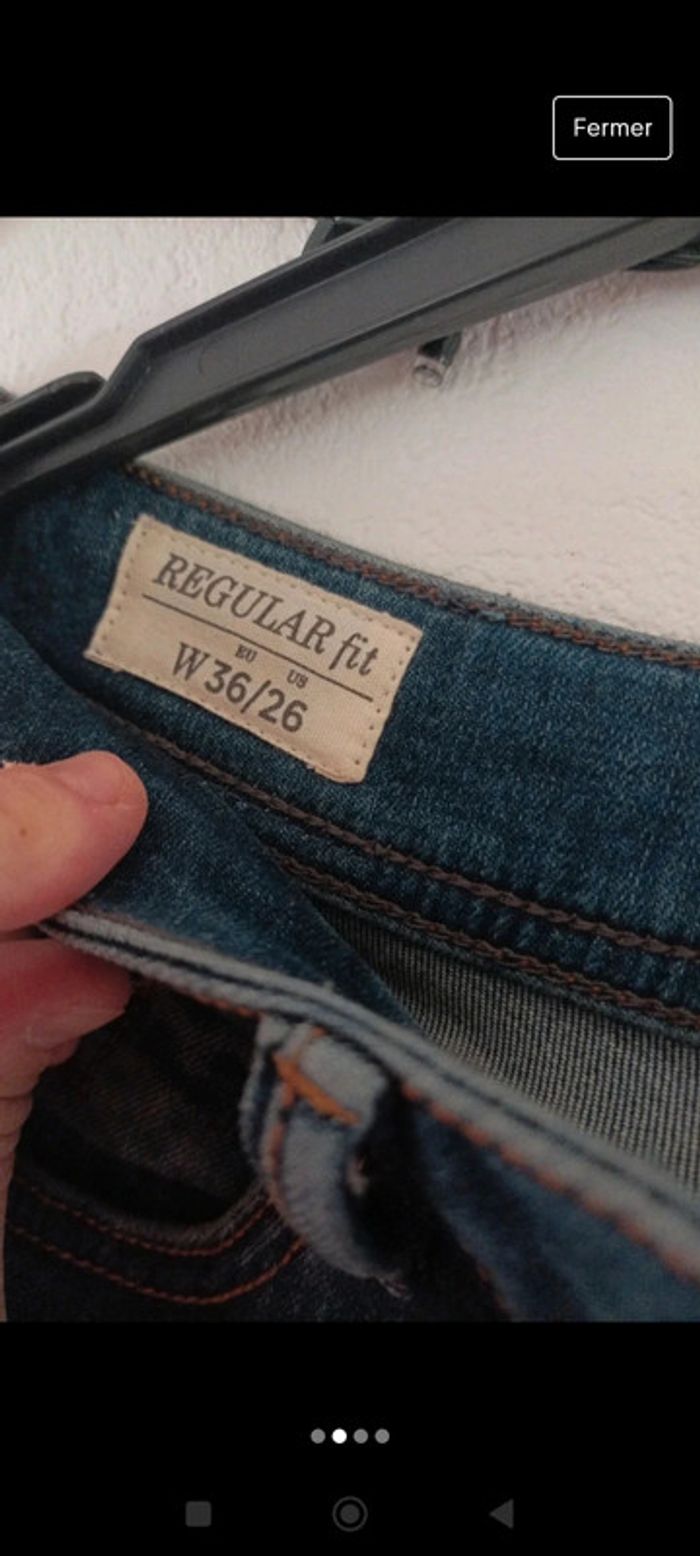 Fermer
REGULAR fit
EU US
W 36/26